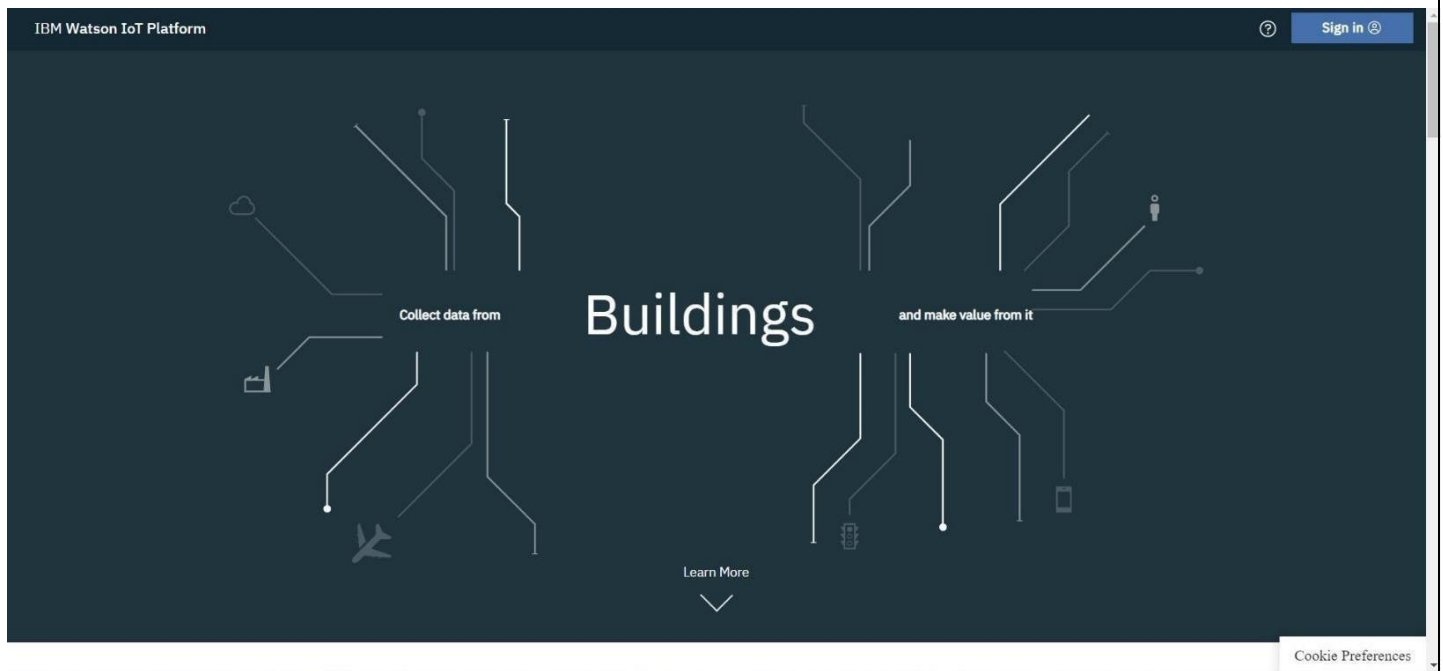 IBM Watson IoT Platform
Sign in
Collect data from
Buildings
and make value from it
Learn More
Cookie Preferences